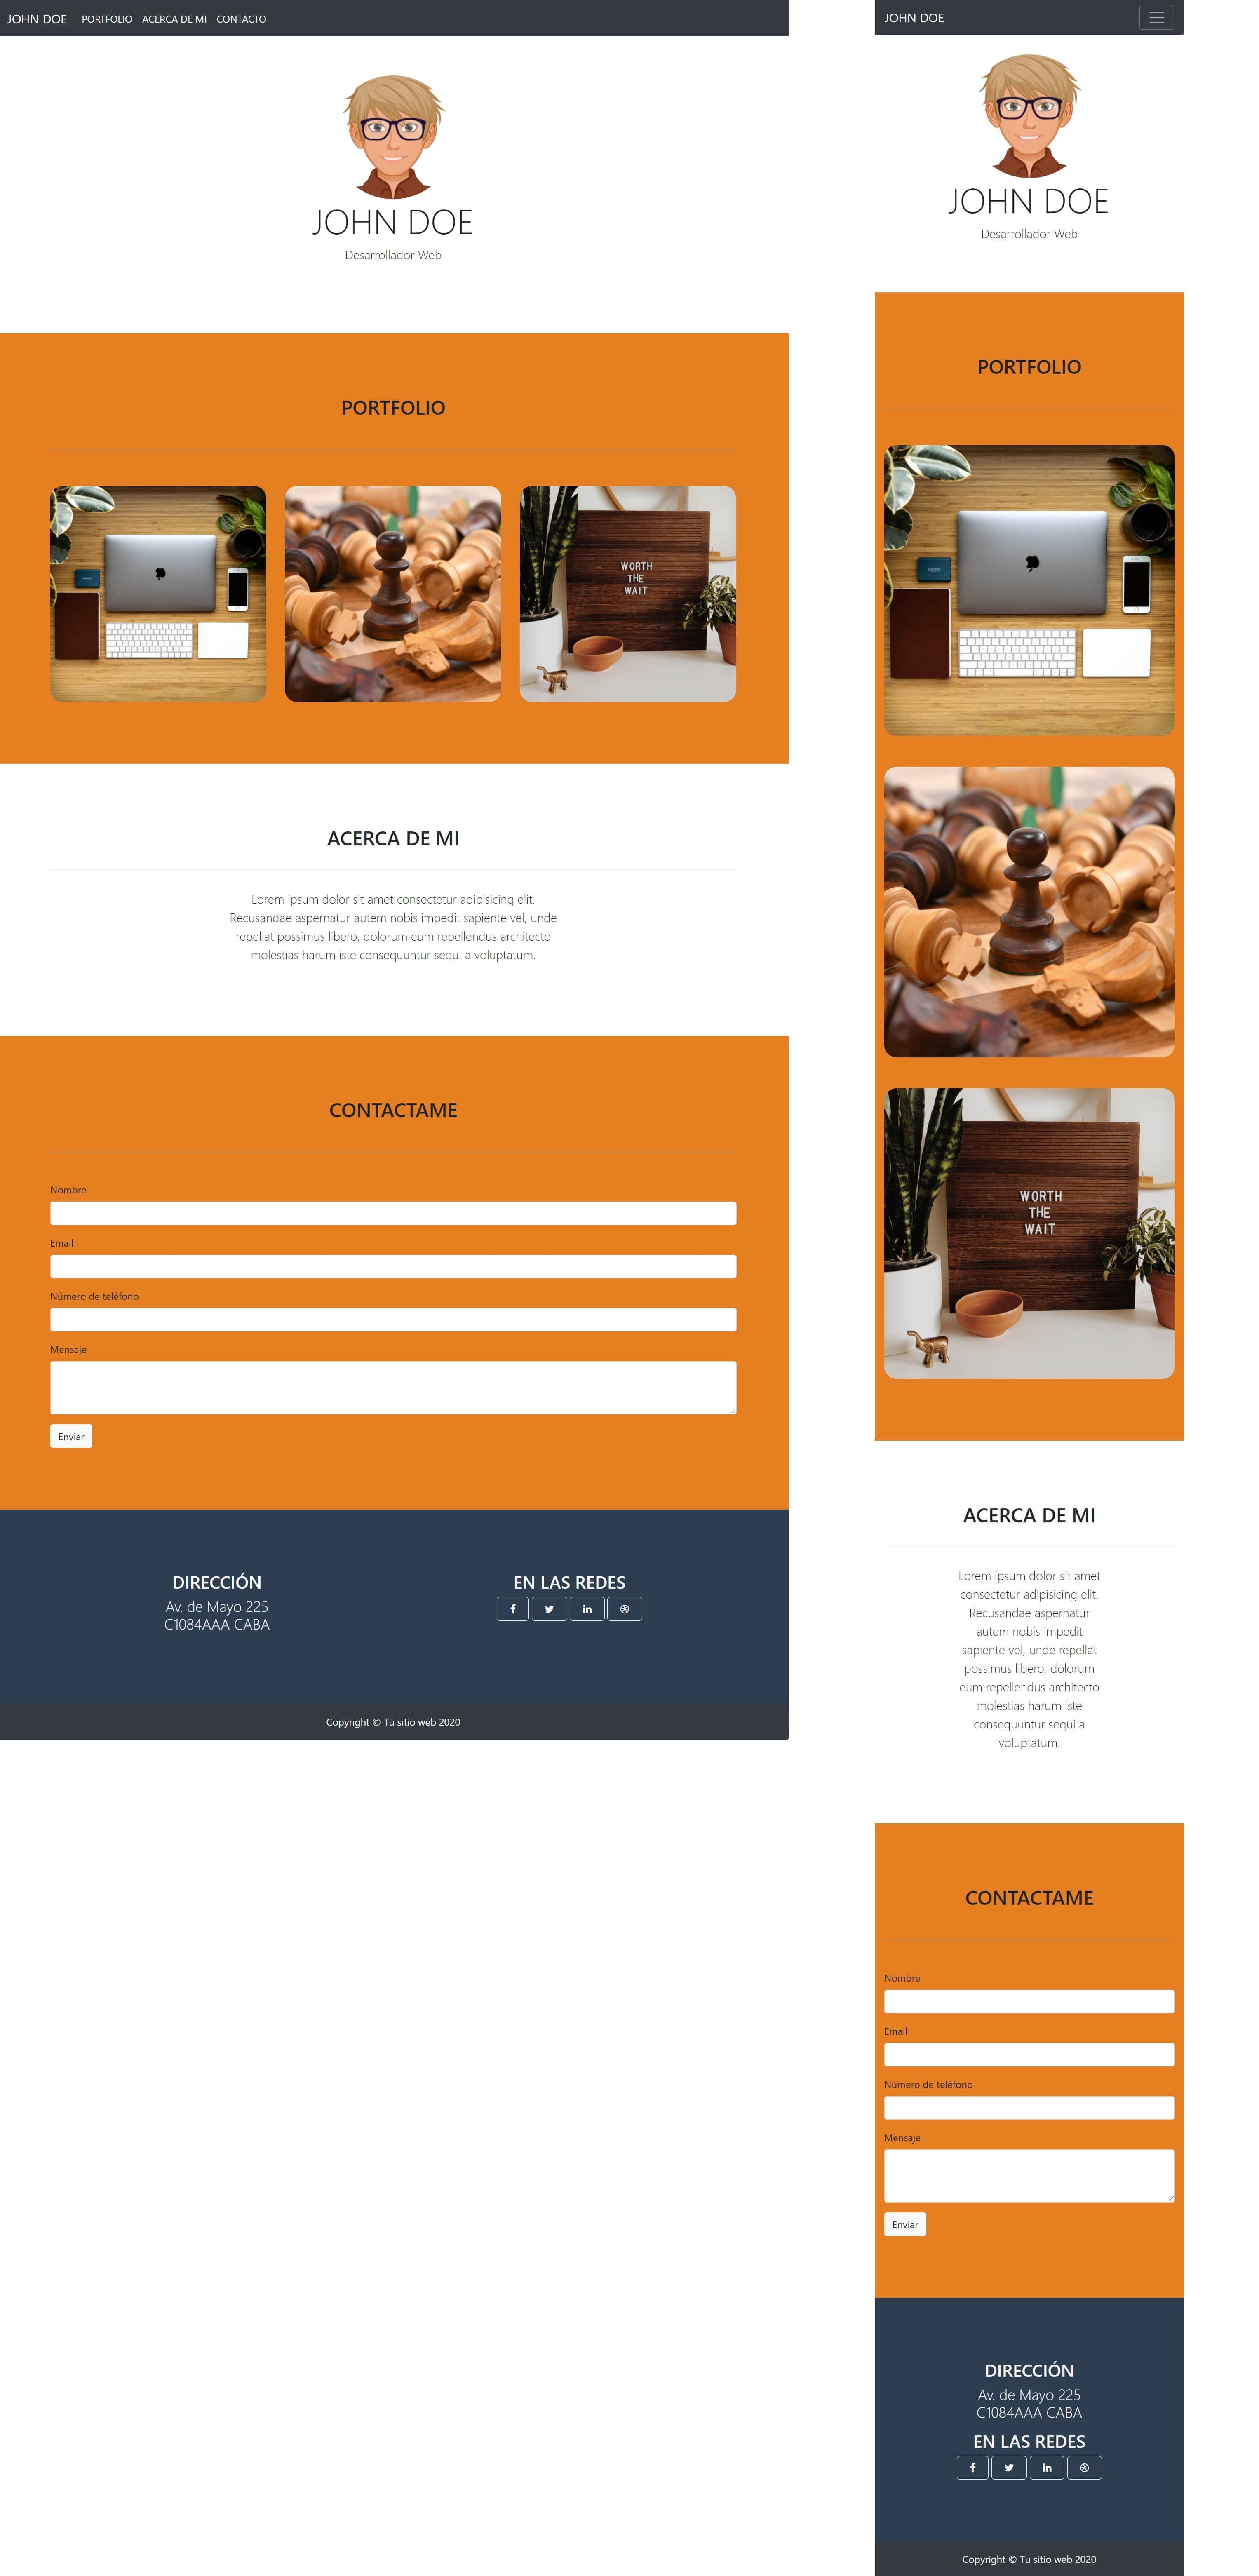 JOHN DOE PORTFOLIO ACERCA DE MI CONTACTO
JOHN DOE
Desarrollador Web
PORTFOLIO
WORTH
THE
WAIT
ACERCA DE MI
Lorem ipsum dolor sit amet consectetur adipisicing elit.
Recusandae aspernatur autem nobis impedit sapiente vel, unde
repellat possimus libero, dolorum eum repellendus architecto
molestias harum iste consequuntur sequi a voluptatum.
CONTACTAME
Nombre
Email
Número de teléfono
Mensaje
Enviar
DIRECCIÓN
Av. de Mayo 225
C1084AAA CABA
EN LAS REDES
Copyright © Tu sitio web 2020
JOHN DOE
JOHN DOE
Desarrollador Web
PORTFOLIO
WORTH
THE
WAIT
ACERCA DE MI
Lorem ipsum dolor sit amet
consectetur adipisicing elit.
Recusandae aspernatur
autem nobis impedit
sapiente vel, unde repellat
possimus libero, dolorum
eum repellendus architecto
molestias harum iste
consequuntur sequi a
voluptatum.
CONTACTAME
Nombre
Email
Número de teléfono
Mensaje
Enviar
DIRECCIÓN
Av. de Mayo 225
C1084AAA CABA
EN LAS REDES
Copyright © Tu sitio web 2020